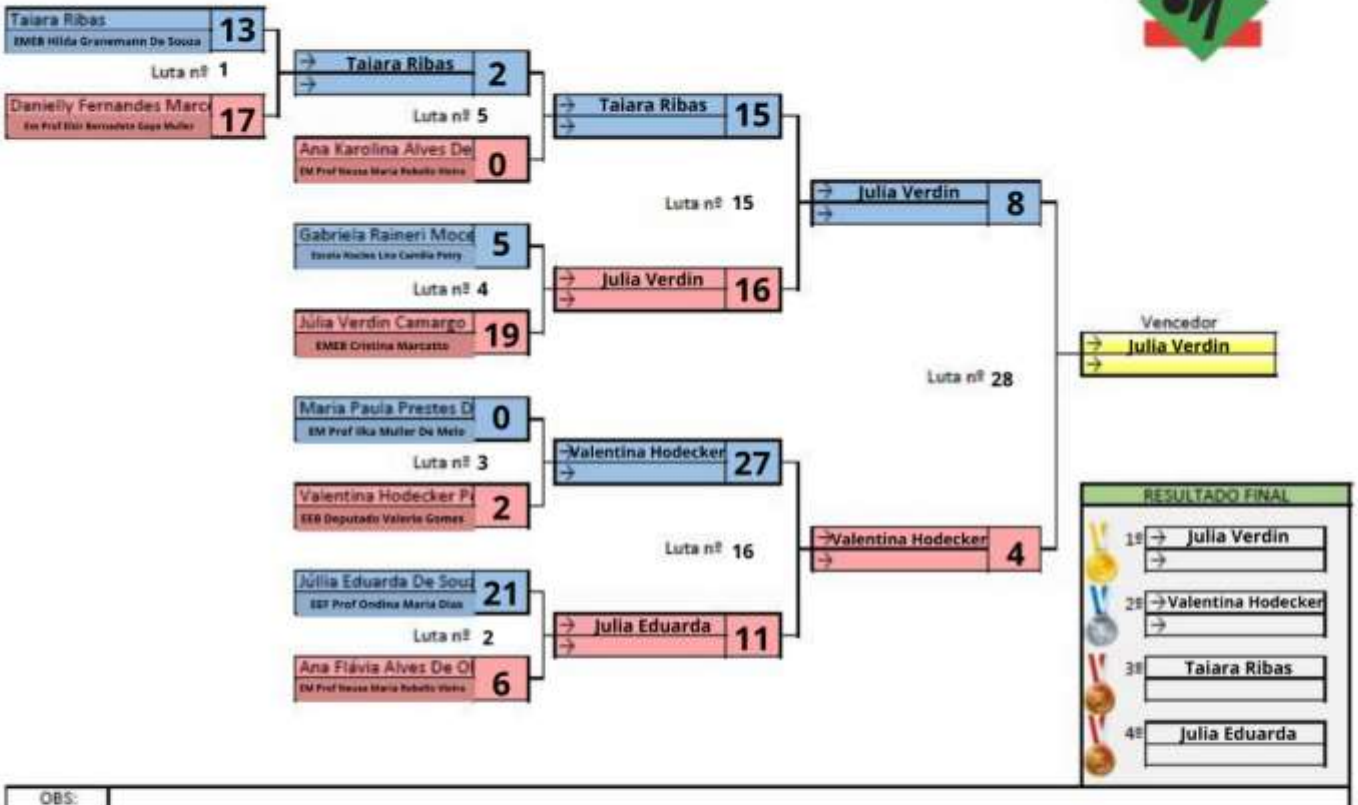 Taiara Ribas
EMEB Hilda Granemann De Souza
13
Luta nº 1
Danielly Fernandes Marc
17
→ Taiara Ribas
→
2
Luta nº 5
Ana Karolina Alves De
EM Prof Neusa Maria Rebello Vieira
0
Gabriela Raineri Moce
5
Luta nº 4
Júlia Verdin Camargo
EMEB Cristina Marcatto
19
Maria Paula Prestes D
EM Prof Ilka Muller De Melo
0
Luta nº 3
Valentina Hodecker P
EEB Deputado Valerio Gomes
2
Júllia Eduarda De Souz
EEF Prof Ondina Maria Dias
21
Luta nº 2
Ana Flávia Alves De Ol
EM Prof Neusa Maria Rebello Vieira
6
→ Taiara Ribas
→
15
Luta nº 15
→ Julia Verdin
→
16
→ Valentina Hodecker
→
27
Luta nº 16
→ Julia Eduarda
→
11
→ Julia Verdin
→
8
Luta nº 28
→ Valentina Hodecker
→
4
Vencedor
→ Julia Verdin
→
RESULTADO FINAL
1º → Julia Verdin
→
2º → Valentina Hodecker
→
3º Taiara Ribas
4º Julia Eduarda
OBS: